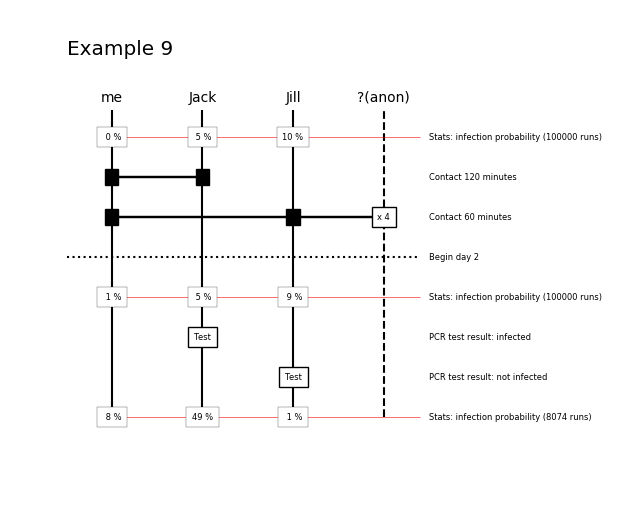 Example 9
me Jack Jill ?(anon)
0 % 5 % 10 % Stats: infection probability (100000 runs)
Contact 120 minutes
x 4 Contact 60 minutes
Begin day 2
1 % 5 % 9 % Stats: infection probability (100000 runs)
Test PCR test result: infected
Test PCR test result: not infected
8 % 49 % 1 % Stats: infection probability (8074 runs)